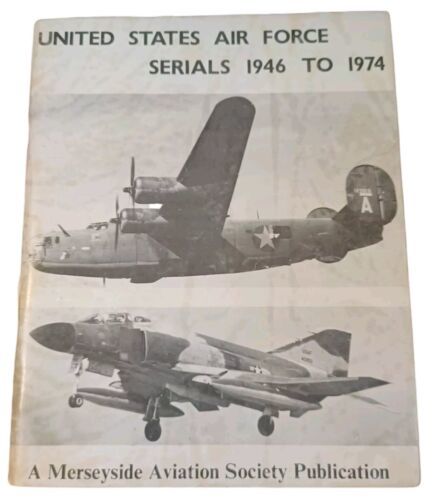 UNITED STATES AIR FORCE
SERIALS 1946 TO 1974
A
A Merseyside Aviation Society Publication